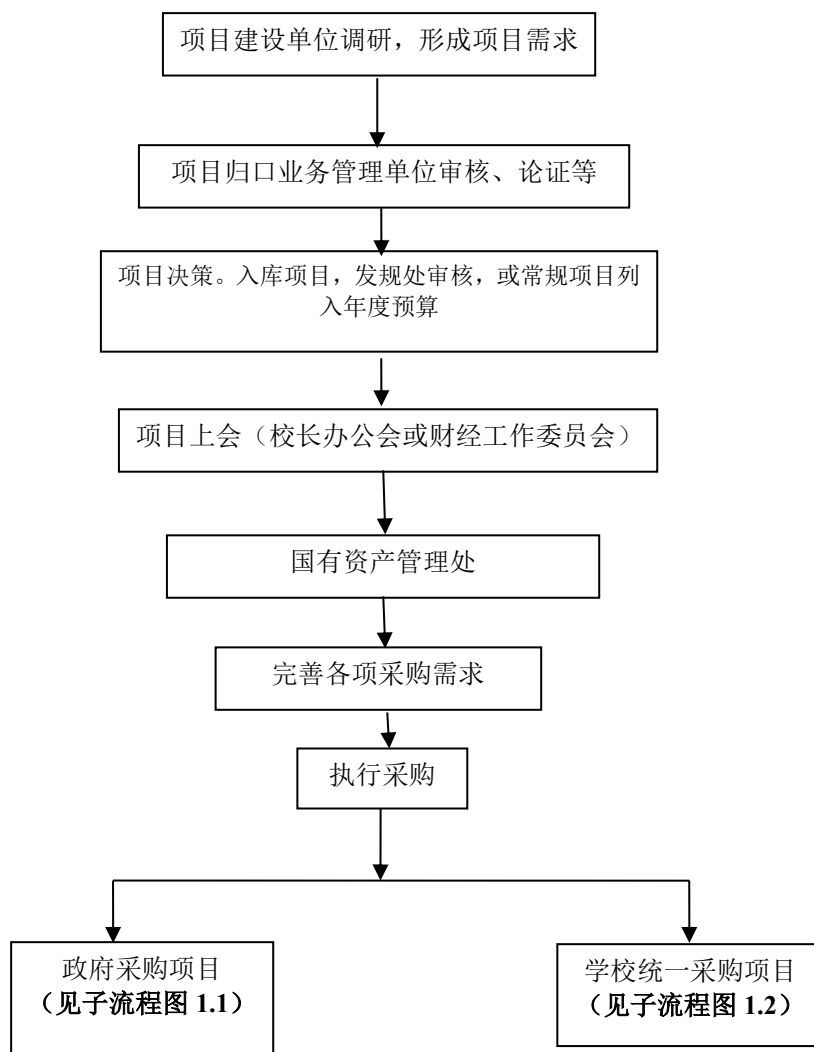 项目建设单位调研，形成项目需求
项目归口业务管理单位审核、论证等
项目决策。入库项目，发规处审核，或常规项目列
入年度预算
项目上会（校长办公会或财经工作委员会）
国有资产管理处
完善各项采购需求
执行采购
政府采购项目
（见子流程图 1.1）
学校统一采购项目
（见子流程图 1.2）